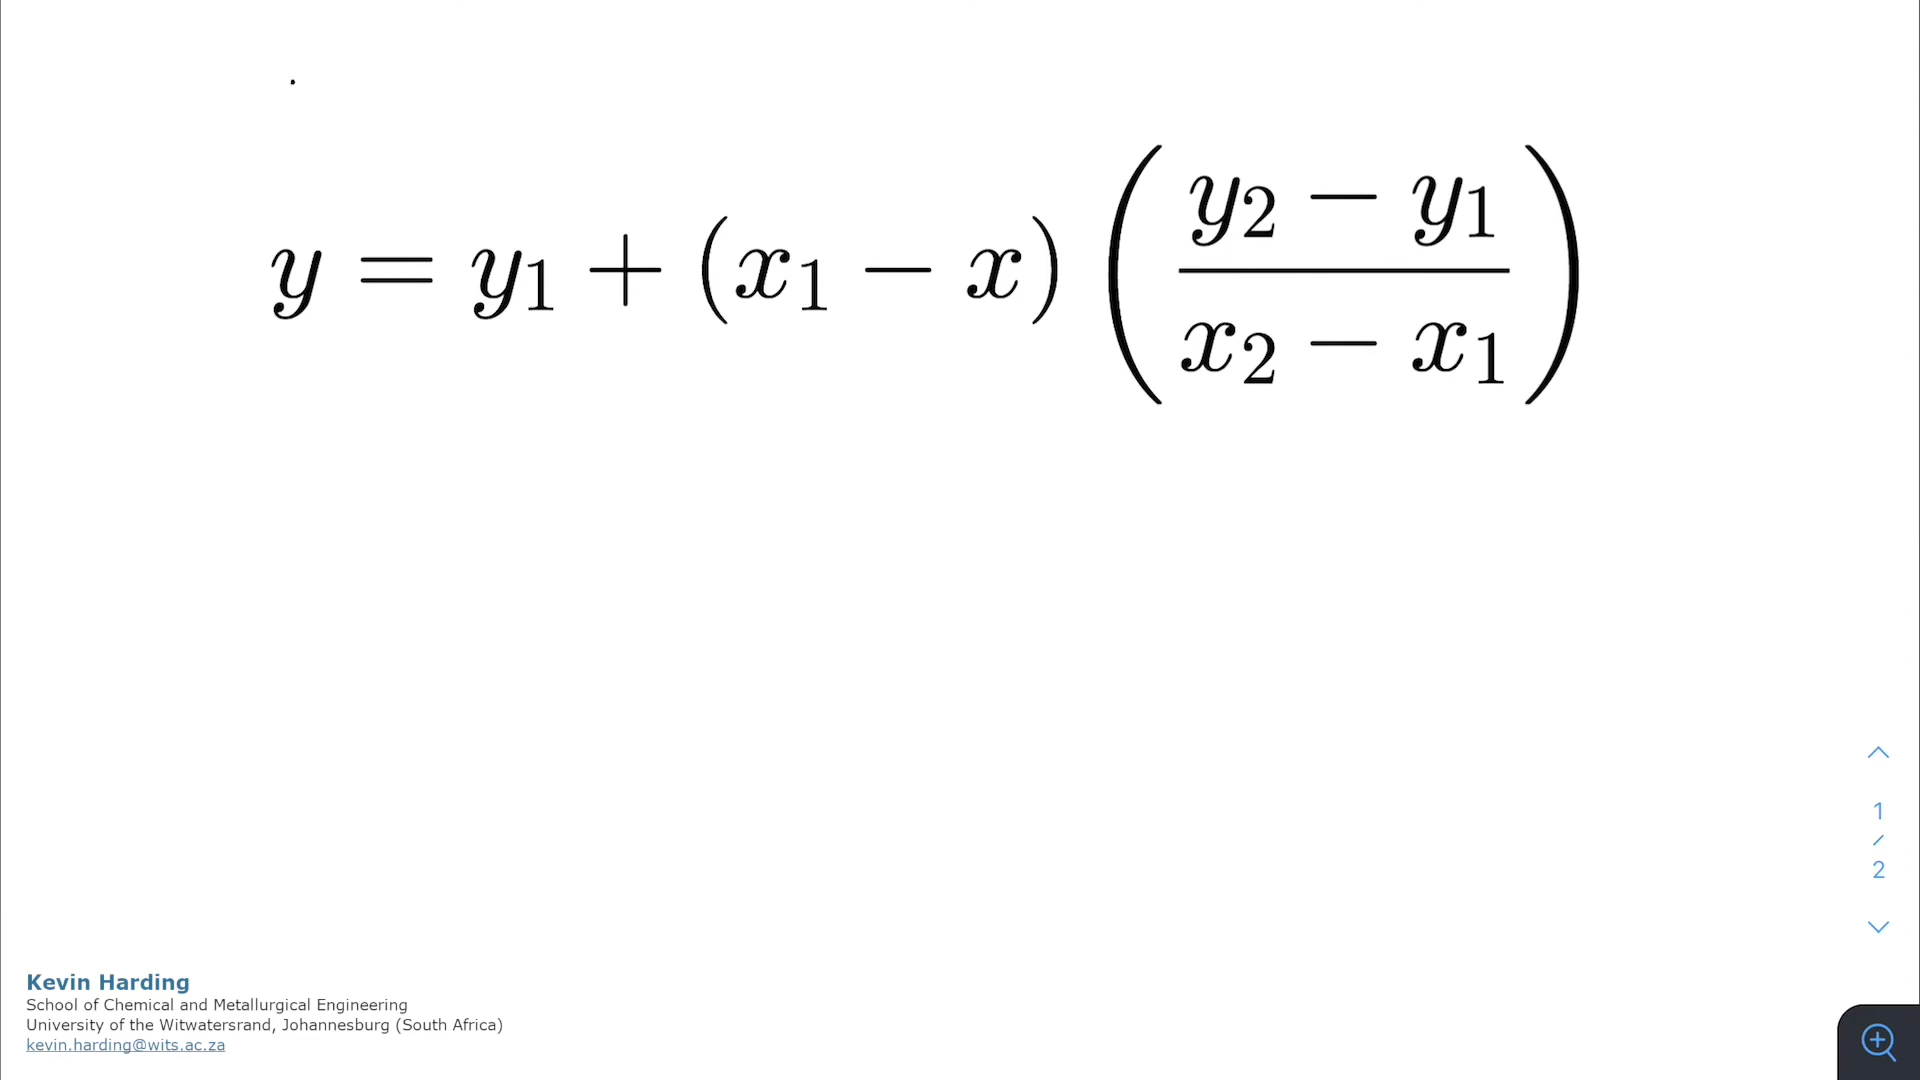 y = y₁ + (x₁ − x) ( (y₂ − y₁) / (x₂ − x₁) )
1
/
2
Kevin Harding
School of Chemical and Metallurgical Engineering
University of the Witwatersrand, Johannesburg (South Africa)
kevin.harding@wits.ac.za